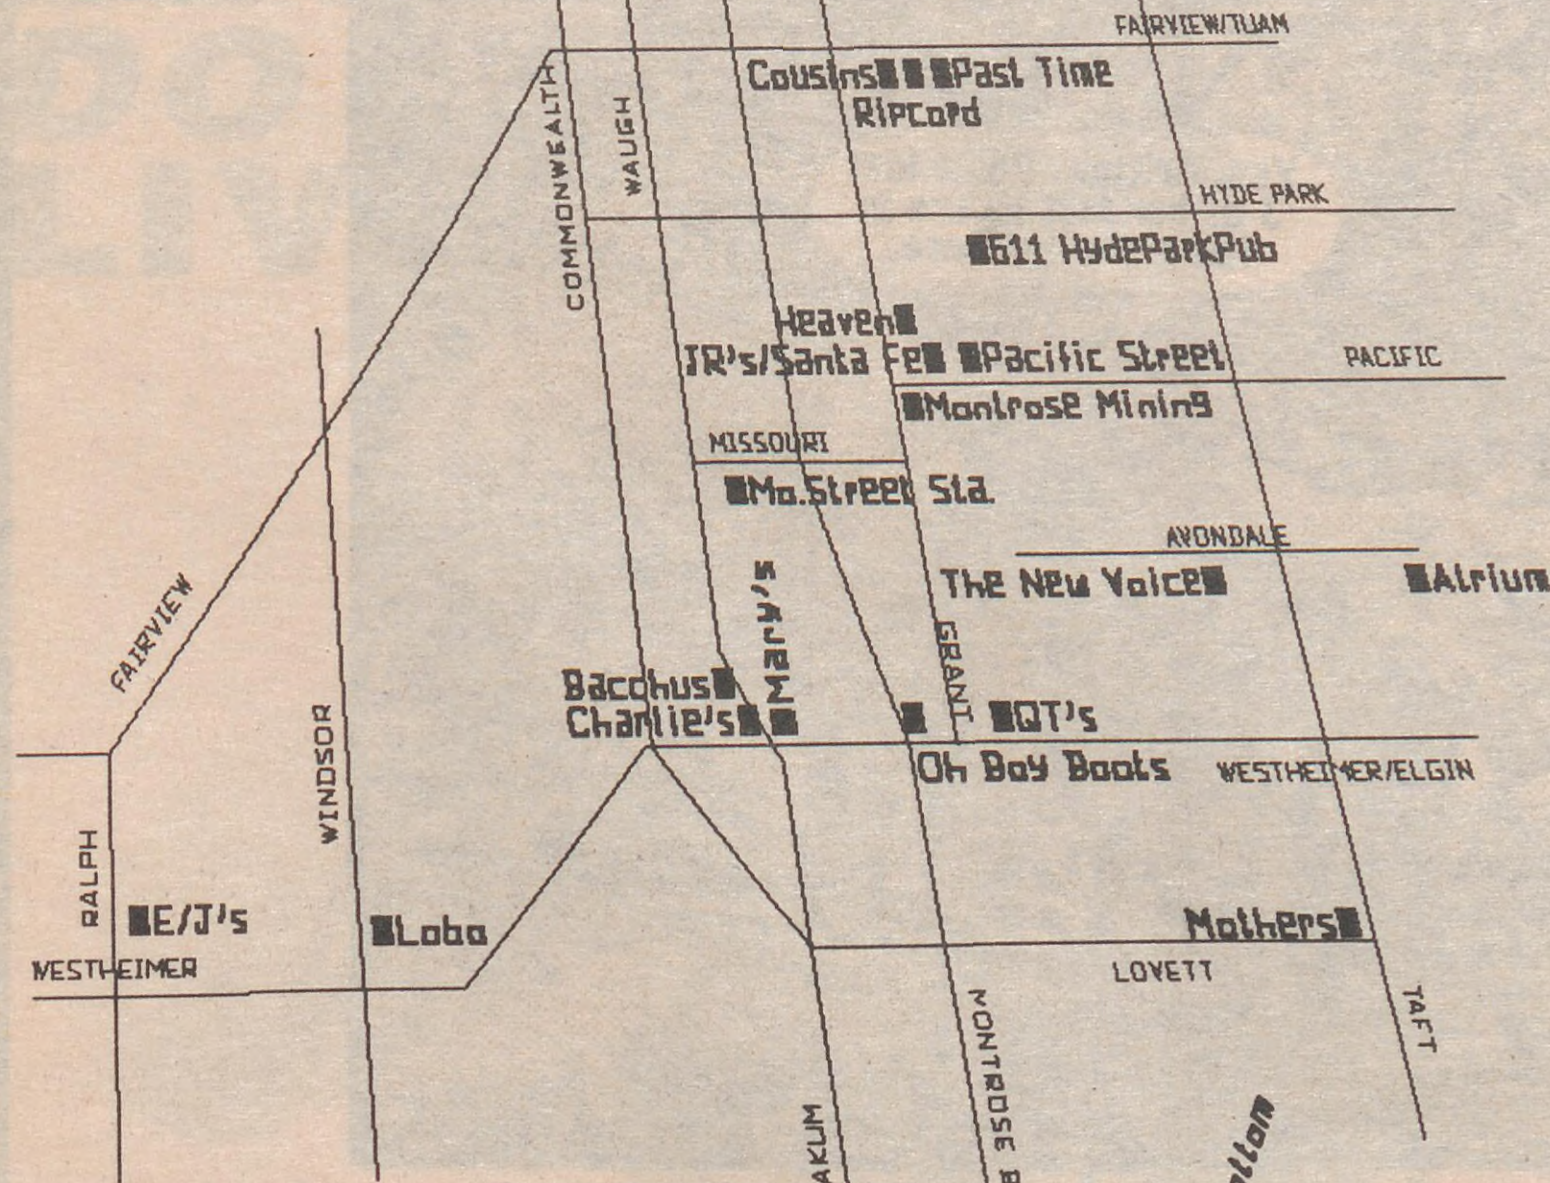 FAIRVIEW/TUAM
Cousins Past Time
Ripcord
COMMONWEALTH
WAUGH
HYDE PARK
611 HydeParkPub
Heaven
JR's/Santa Fe Pacific Street
PACIFIC
Montrose Mining
MISSOURI
Mo.Street Sta.
AVONDALE
The New Voice
Atrium
FAIRVIEW
Mary's
GRANT
Bacchus
Charlie's
QT's
WINDSOR
Oh Boy Boots
WESTHEIMER/ELGIN
RALPH
E/J's
Lobo
Mothers
WESTHEIMER
LOVETT
TAFT
MONTROSE B
AKUM